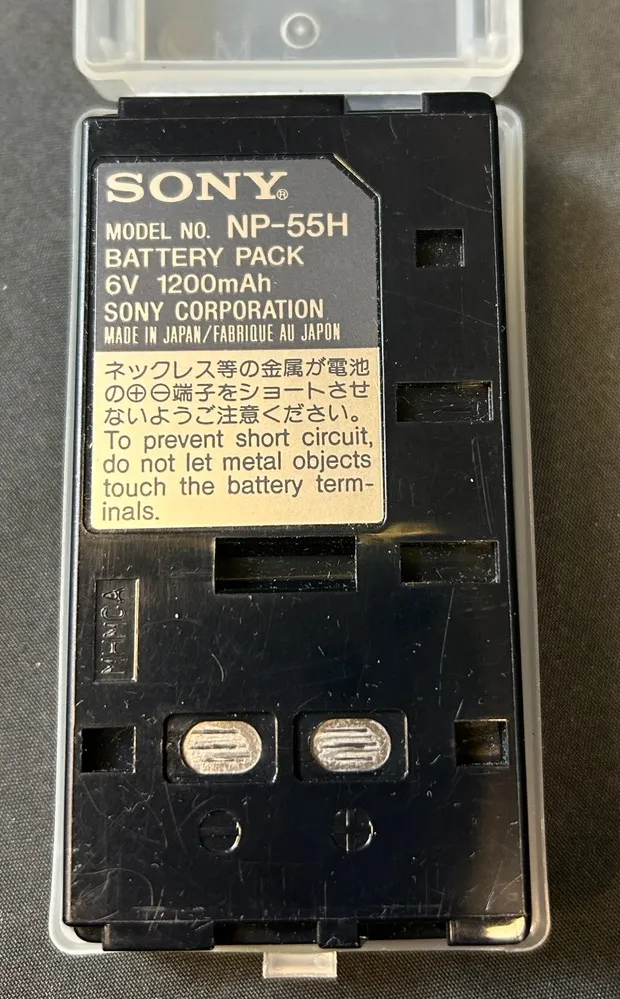 SONY®
MODEL NO. NP-55H
BATTERY PACK
6V 1200mAh
SONY CORPORATION
MADE IN JAPAN/FABRIQUE AU JAPON
ネックレス等の金属が電池
の⊕⊖端子をショートさせ
ないようご注意ください。
To prevent short circuit,
do not let metal objects
touch the battery term-
inals.